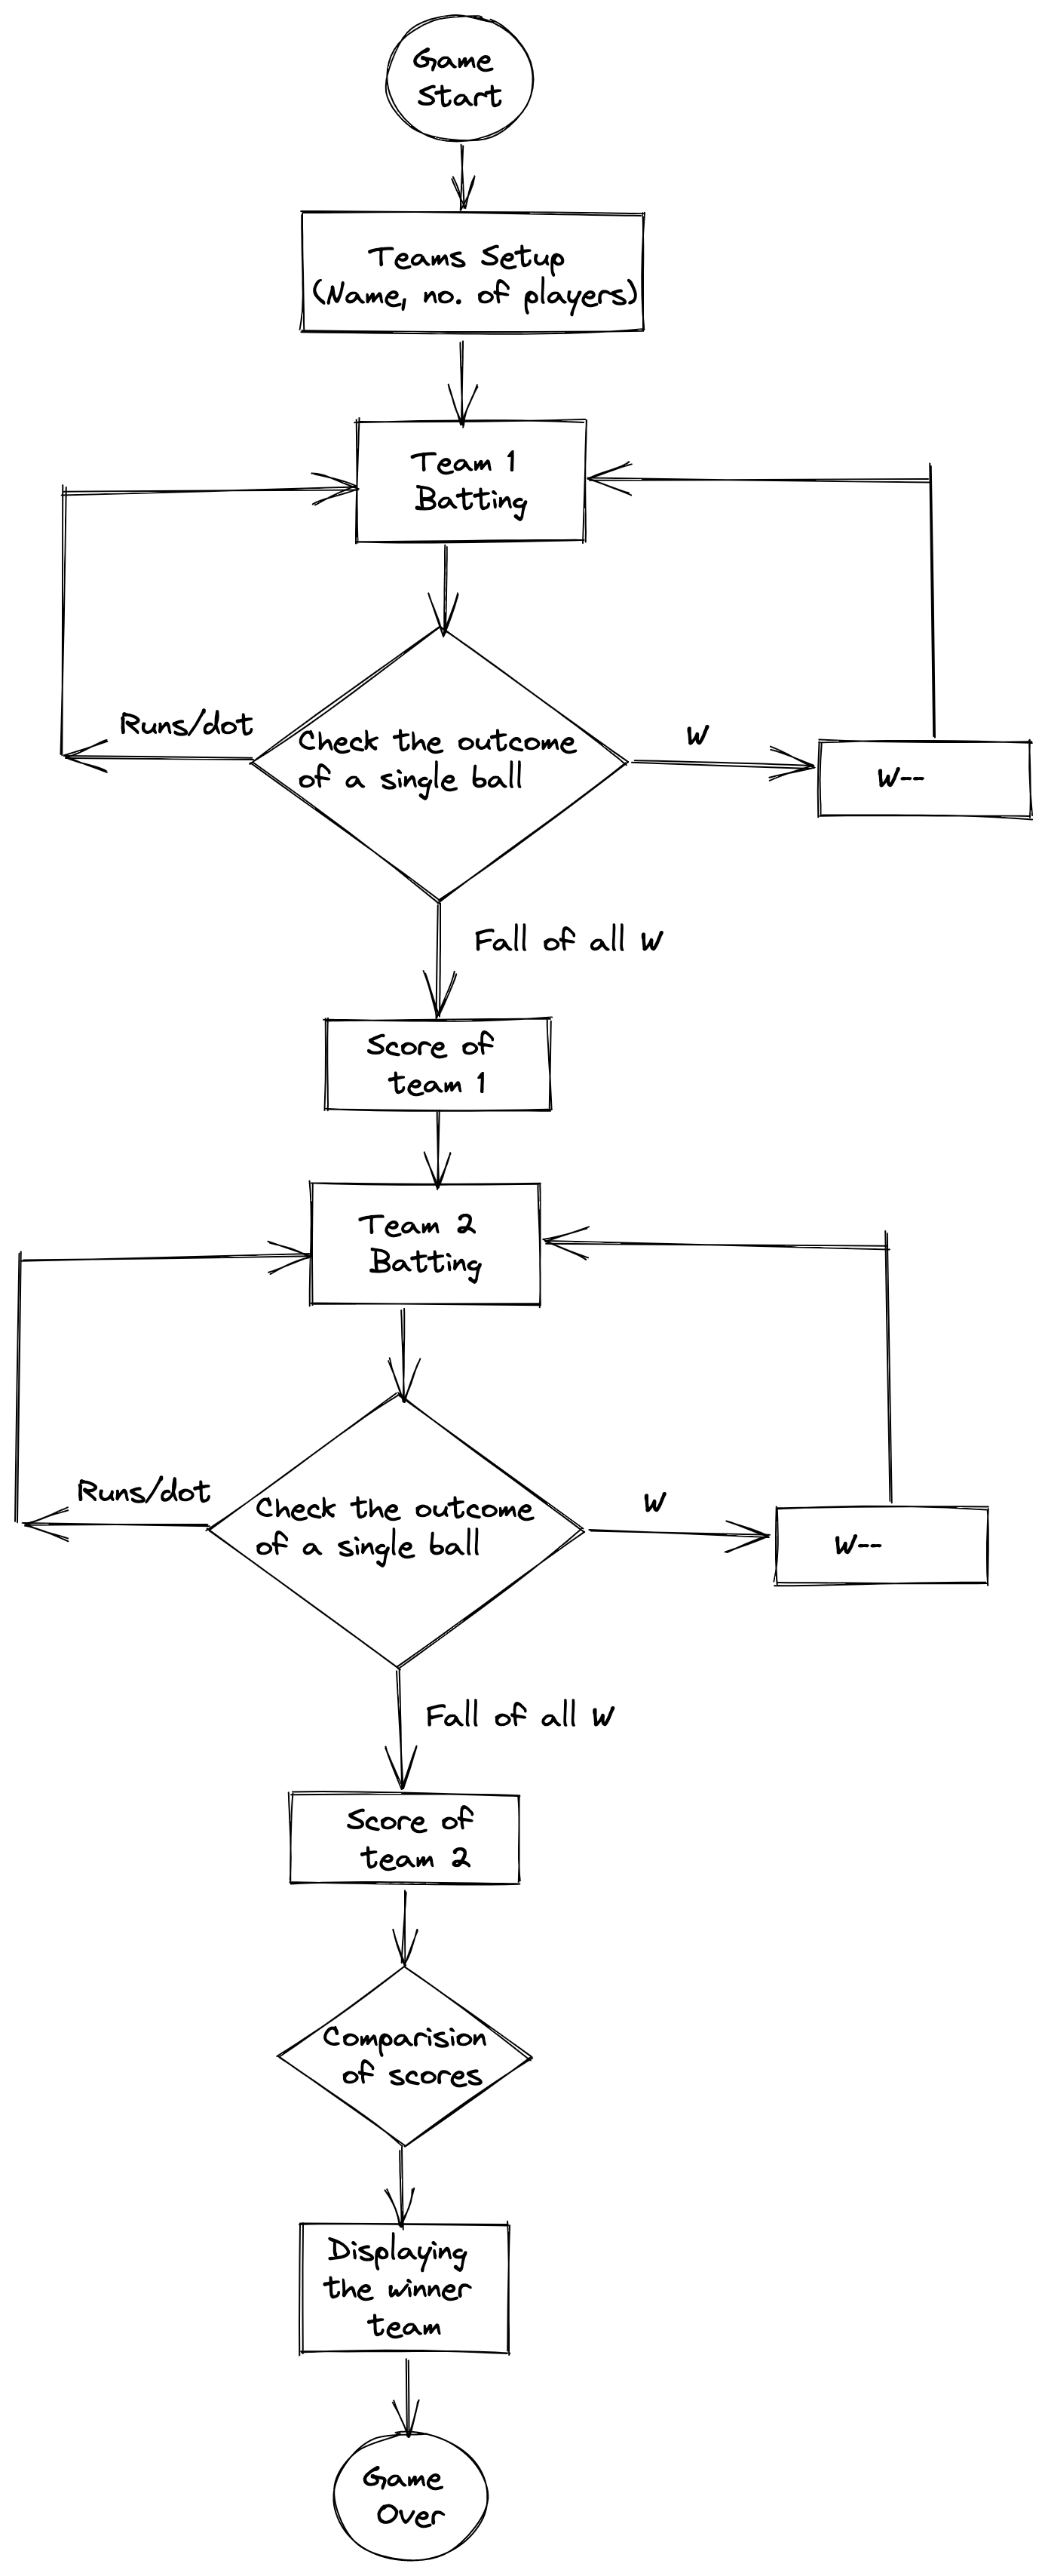 Game
Start
Teams Setup
(Name, no. of players)
Team 1
Batting
Runs/dot
Check the outcome
of a single ball
W
W--
Fall of all W
Score of
team 1
Team 2
Batting
Runs/dot
Check the outcome
of a single ball
W
W--
Fall of all W
Score of
team 2
Comparision
of scores
Displaying
the winner
team
Game
Over